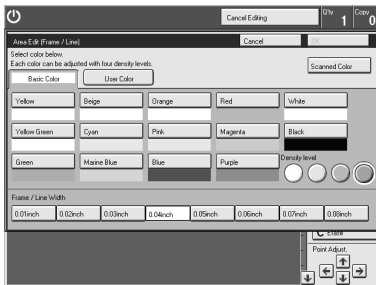 Cancel Editing
Q'ty 1
Copy 0
Area Edit (Frame / Line)
Cancel
OK
Select color below.
Each color can be adjusted with four density levels.
Scanned Color
Basic Color
User Color
Yellow Beige Orange Red White
Yellow Green Cyan Pink Magenta Black
Green Marine Blue Blue Purple Density level
Frame / Line Width
0.01inch 0.02inch 0.03inch 0.04inch 0.05inch 0.06inch 0.07inch 0.08inch
C Erase
Point Adjust.